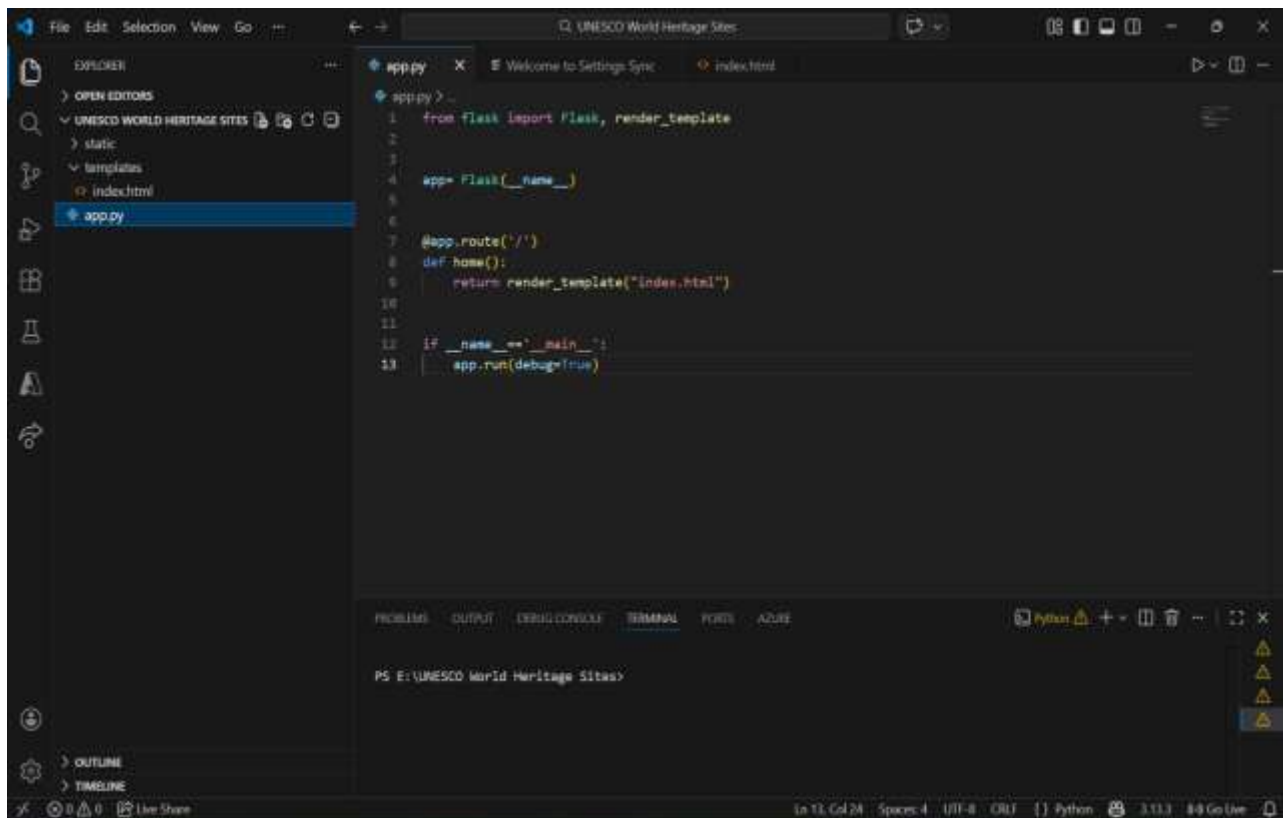 File Edit Selection View Go ···
UNESCO World Heritage Sites
EXPLORER ···
OPEN EDITORS
UNESCO WORLD HERITAGE SITES
static
templates
index.html
app.py
app.py Welcome to Settings Sync index.html
app.py > ...
1 from flask import Flask, render_template
2
3
4 app= Flask(__name__)
5
6
7 @app.route('/')
8 def home():
9 return render_template("index.html")
10
11
12 if __name__=='__main__':
13 app.run(debug=True)
PROBLEMS OUTPUT DEBUG CONSOLE TERMINAL PORTS AZURE
Python
PS E:\UNESCO World Heritage Sites>
OUTLINE
TIMELINE
0 0 Live Share
Ln 13, Col 24 Spaces: 4 UTF-8 CRLF {} Python 3.13.3 Go Live